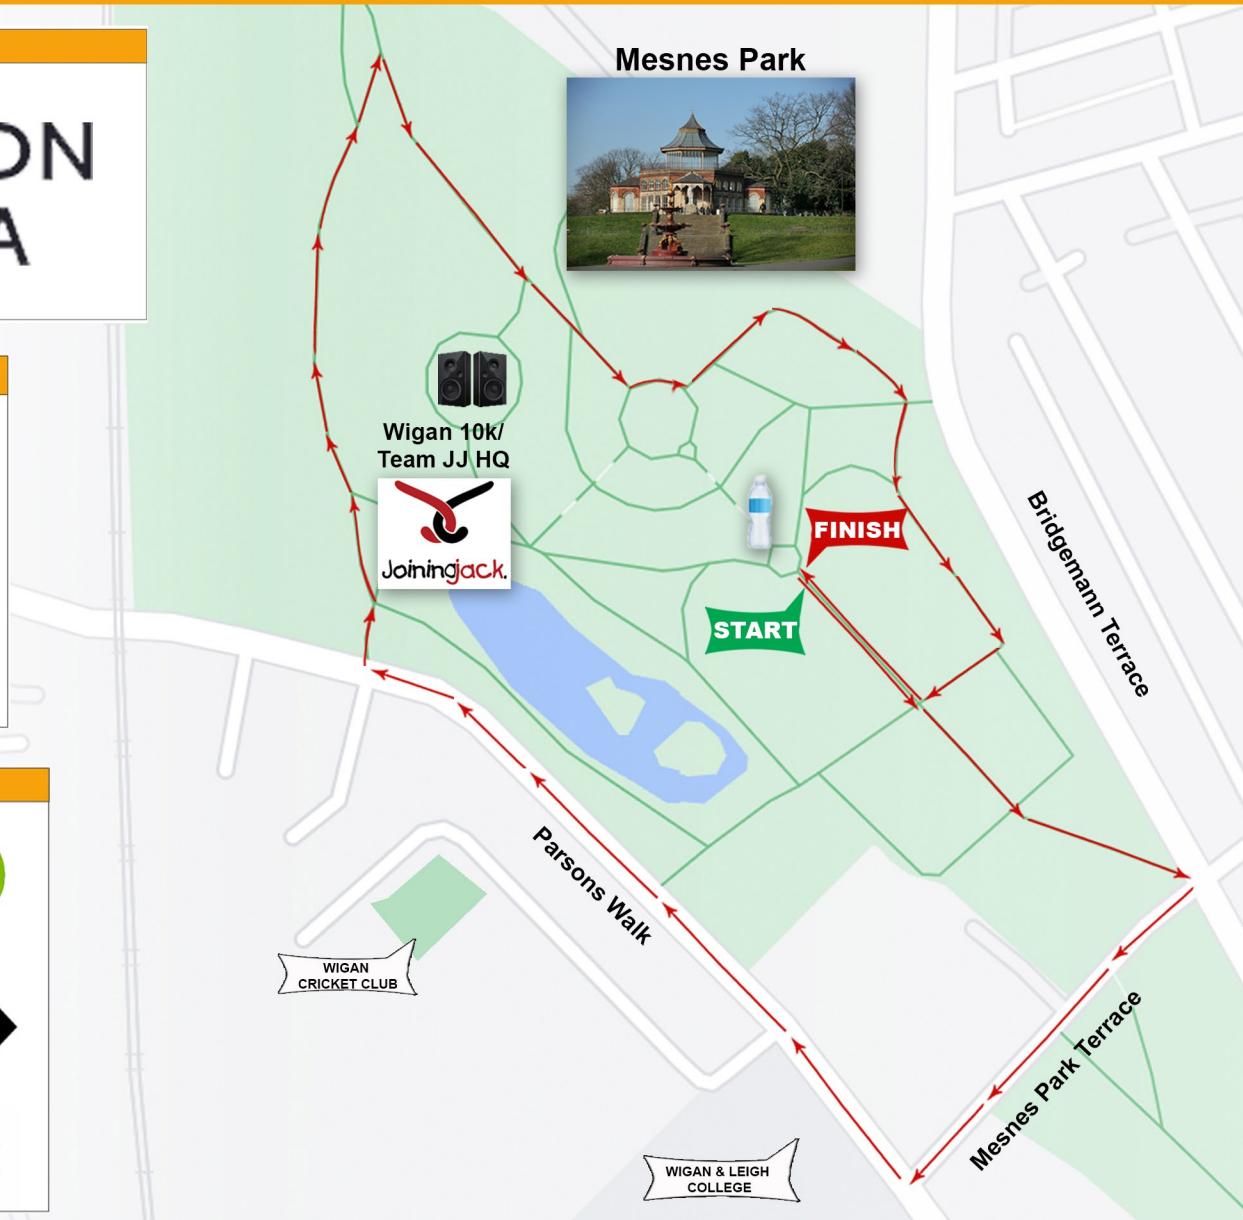 ON
A
Mesnes Park
Wigan 10k/
Team JJ HQ
Joiningjack.
FINISH
START
Bridgemann Terrace
Parsons Walk
WIGAN
CRICKET CLUB
Mesnes Park Terrace
WIGAN & LEIGH
COLLEGE